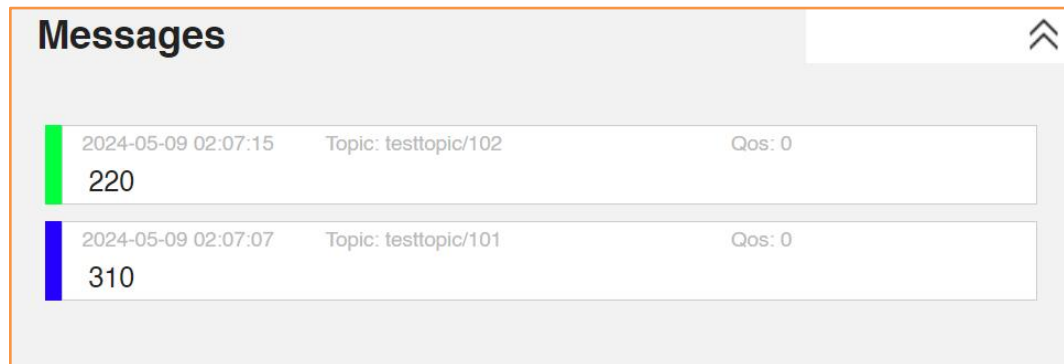 Messages
2024-05-09 02:07:15 Topic: testtopic/102 Qos: 0
220
2024-05-09 02:07:07 Topic: testtopic/101 Qos: 0
310